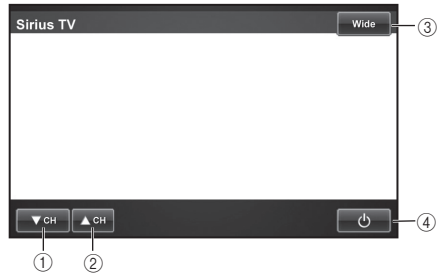 Sirius TV
Wide
③
▼ CH
▲ CH
④
①
②